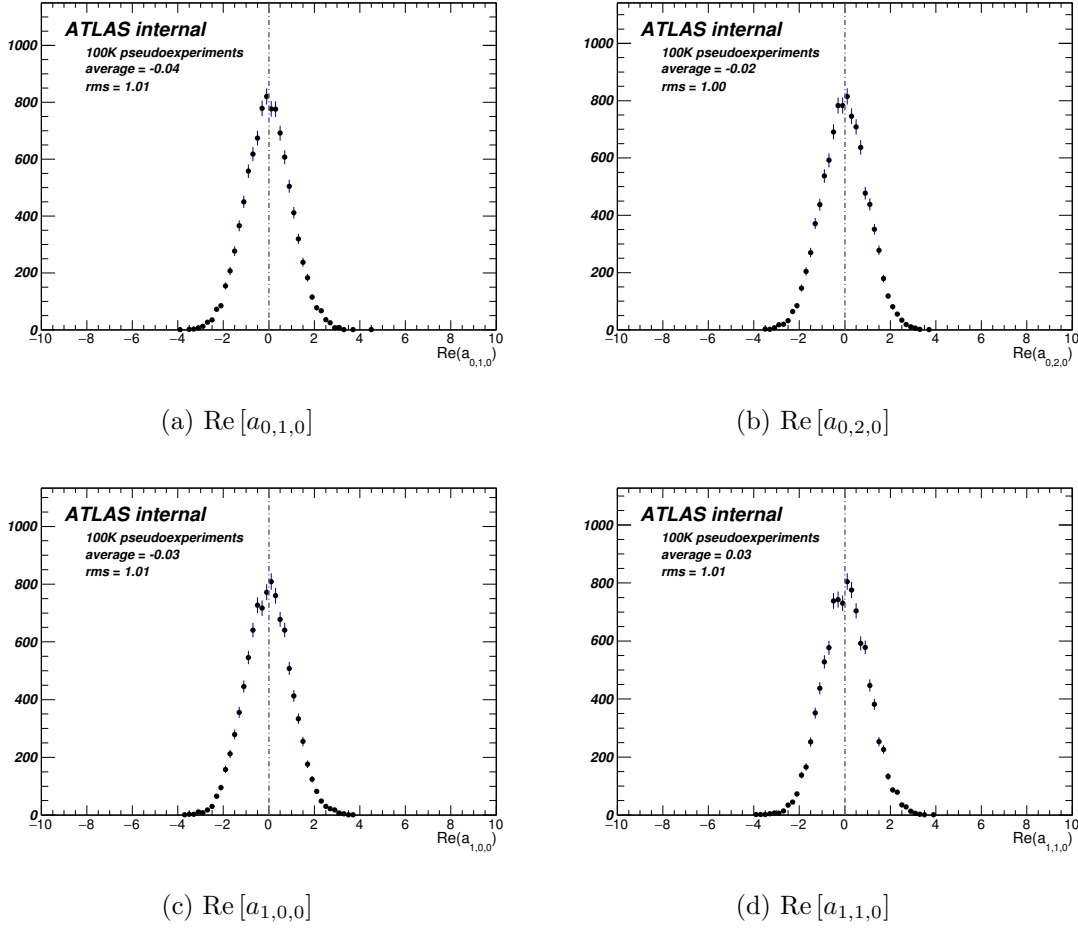 ATLAS internal
100K pseudoexperiments
average = -0.04
rms = 1.01
1000
800
600
400
200
0
−10 −8 −6 −4 −2 0 2 4 6 8 10
Re(a0,1,0)
(a) Re [a0,1,0]
ATLAS internal
100K pseudoexperiments
average = -0.02
rms = 1.00
1000
800
600
400
200
0
−10 −8 −6 −4 −2 0 2 4 6 8 10
Re(a0,2,0)
(b) Re [a0,2,0]
ATLAS internal
100K pseudoexperiments
average = -0.03
rms = 1.01
1000
800
600
400
200
0
−10 −8 −6 −4 −2 0 2 4 6 8 10
Re(a1,0,0)
(c) Re [a1,0,0]
ATLAS internal
100K pseudoexperiments
average = 0.03
rms = 1.01
1000
800
600
400
200
0
−10 −8 −6 −4 −2 0 2 4 6 8 10
Re(a1,1,0)
(d) Re [a1,1,0]